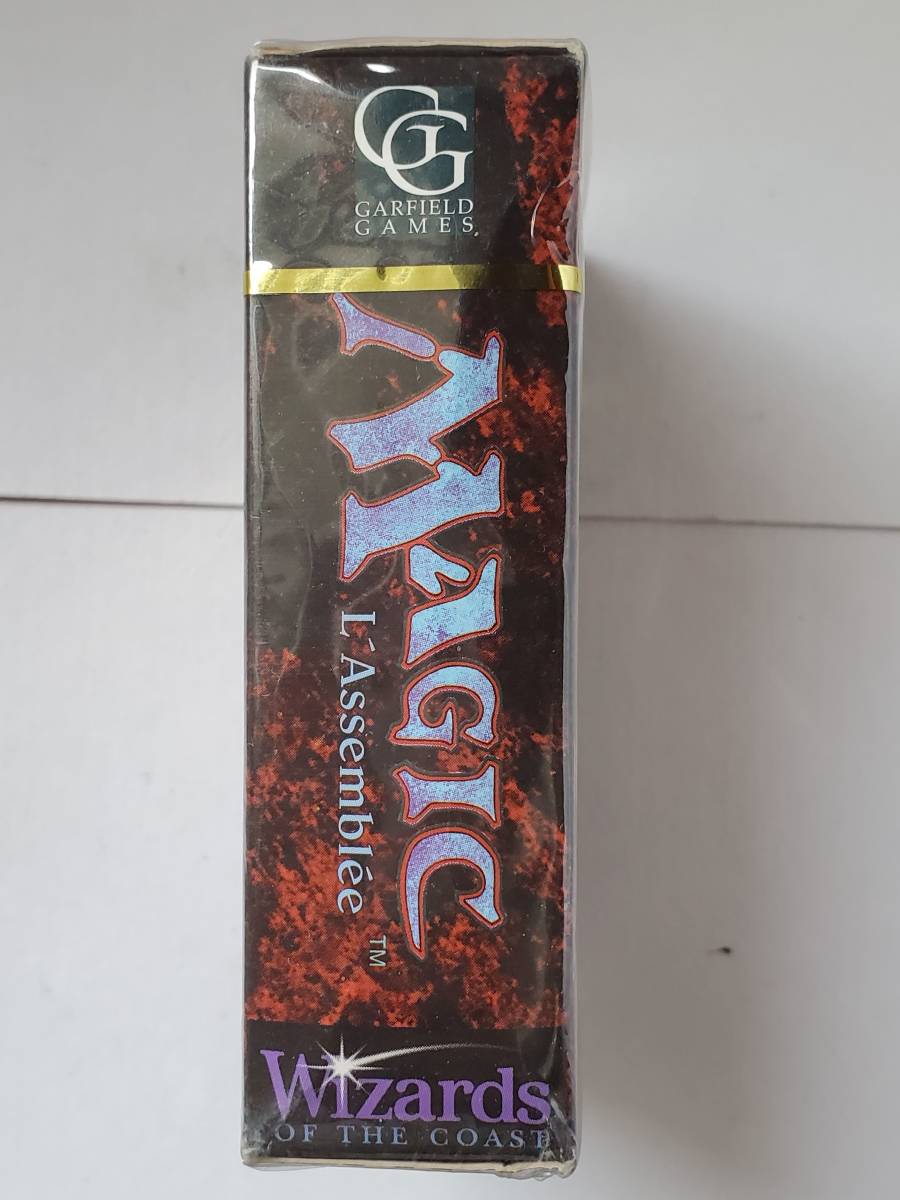 GG
GARFIELD
GAMES
MAGIC
L'Assemblée
TM
Wizards
OF THE COAST